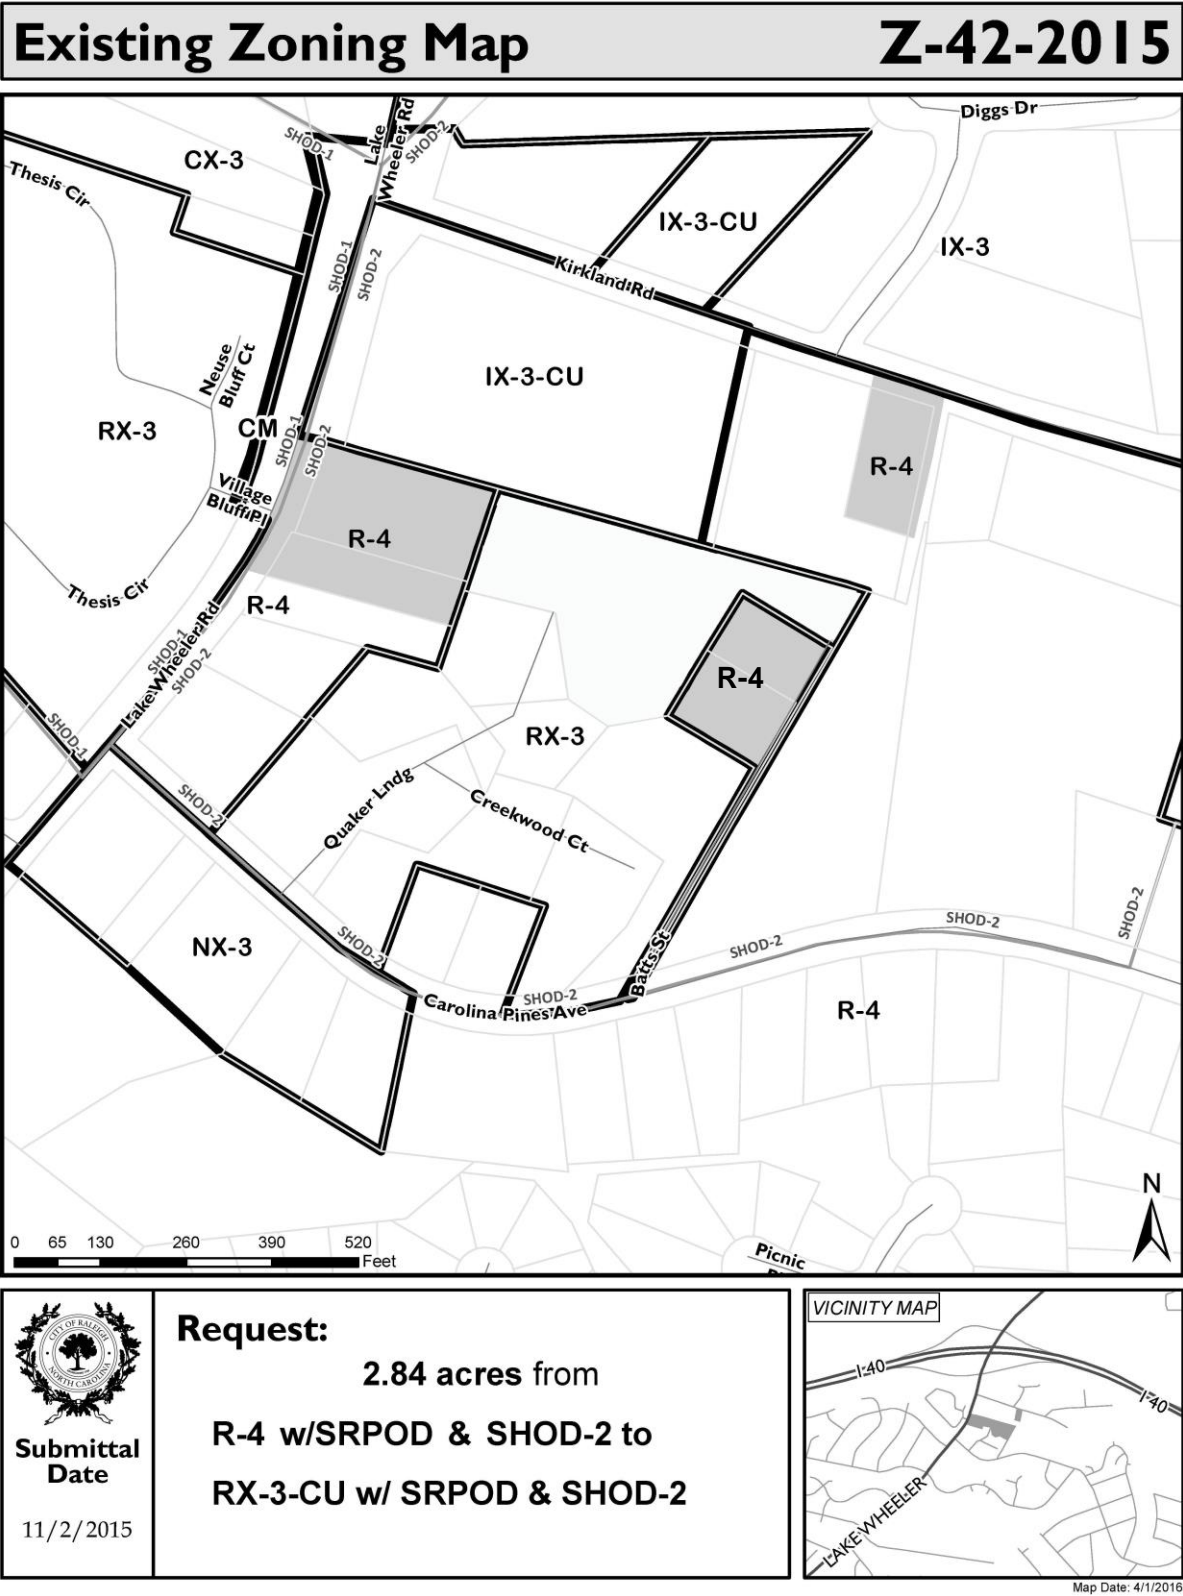 Existing Zoning Map
Z-42-2015
Diggs Dr
Lake
Wheeler Rd
SHOD-1
SHOD-2
CX-3
Thesis Cir
IX-3-CU
IX-3
SHOD-1
SHOD-2
Kirkland Rd
Neuse
Bluff Ct
IX-3-CU
RX-3
CM
SHOD-1
SHOD-2
R-4
Village
Bluff Pl
R-4
Thesis Cir
R-4
SHOD-1
Lake Wheeler Rd
SHOD-2
R-4
SHOD-1
RX-3
SHOD-2
Quaker Lndg
Creekwood Ct
SHOD-2
SHOD-2
NX-3
SHOD-2
SHOD-2
Batts St
SHOD-2
Carolina Pines Ave
R-4
N
0 65 130 260 390 520
Feet
Picnic
CITY OF RALEIGH
NORTH CAROLINA
Submittal
Date
11/2/2015
Request:
2.84 acres from
R-4 w/SRPOD & SHOD-2 to
RX-3-CU w/ SRPOD & SHOD-2
VICINITY MAP
I-40
I-40
LAKE WHEELER
Map Date: 4/1/2016